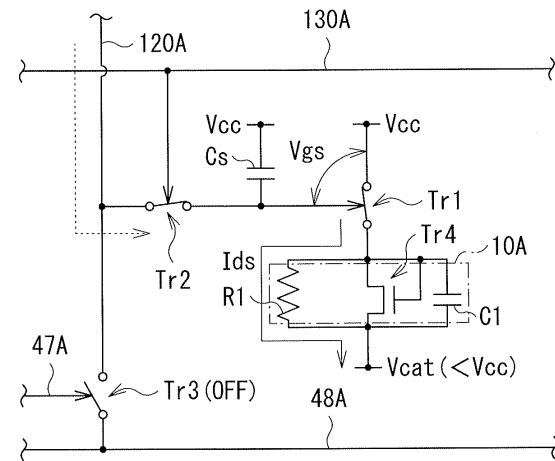 120A
130A
Vcc
Vcc
Cs
Vgs
Tr1
Tr2
Ids
Tr4
10A
R1
C1
47A
Tr3(OFF)
Vcat(<Vcc)
48A